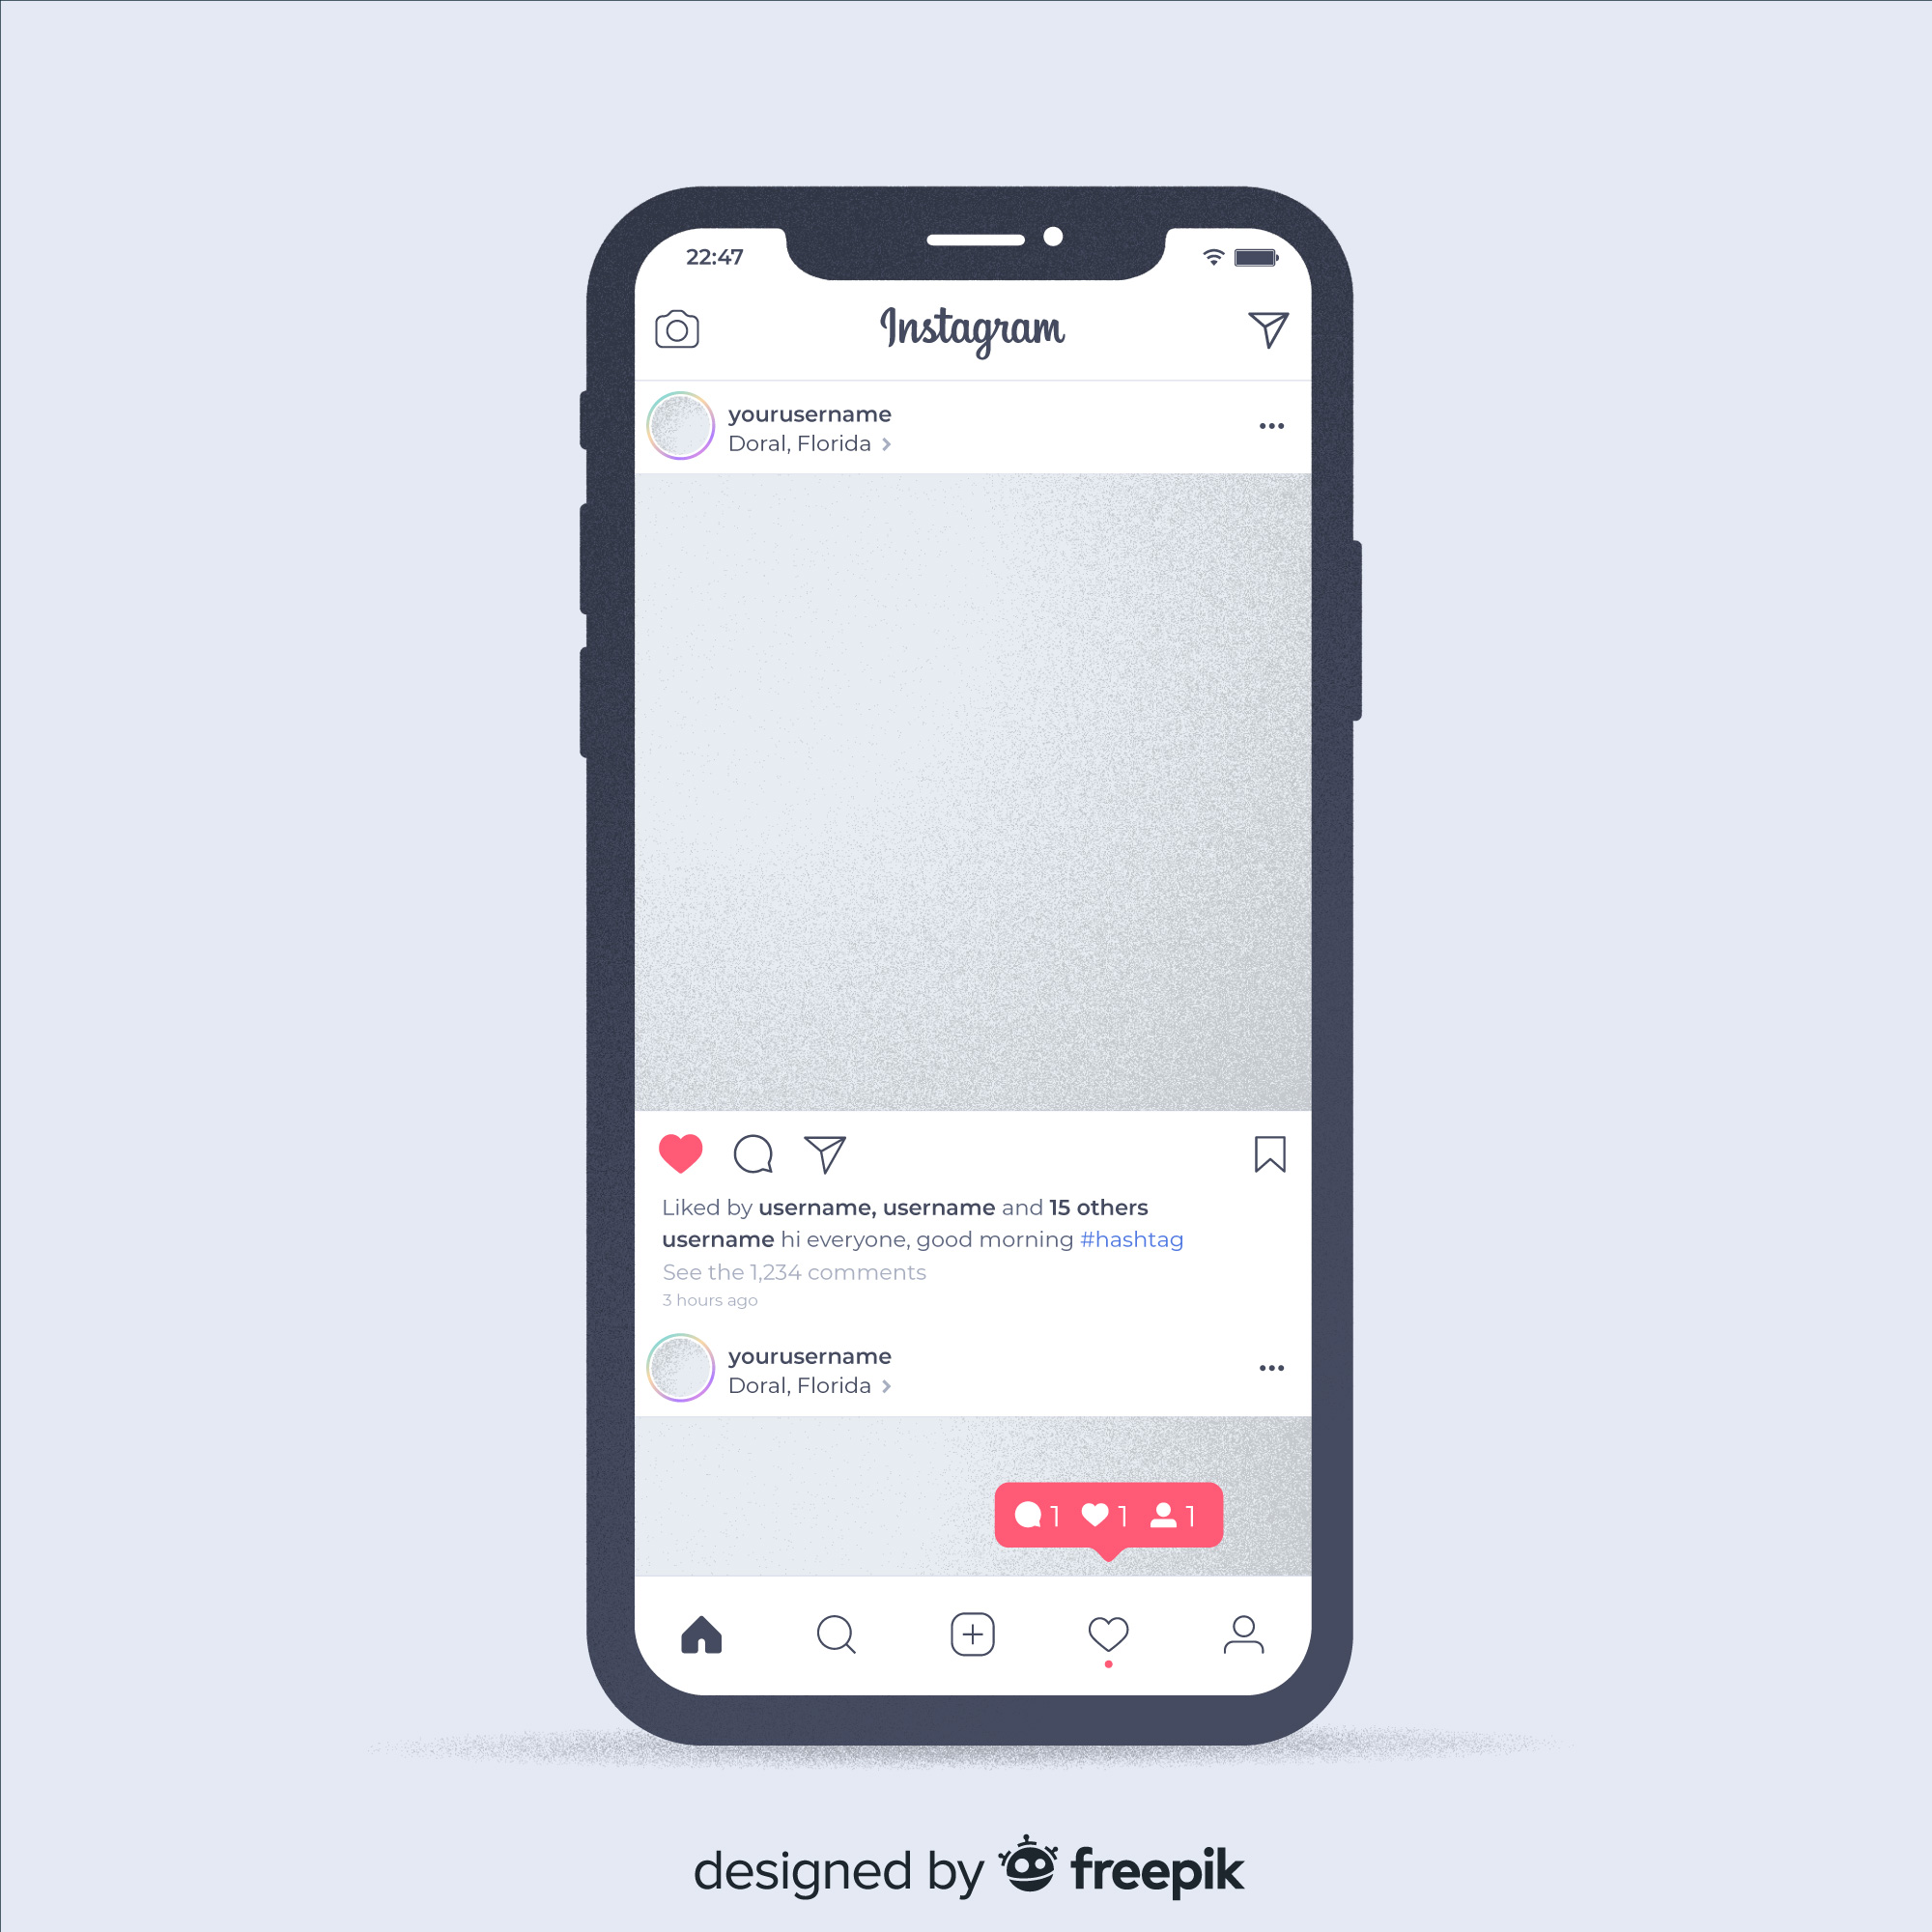 22:47
Instagram
yourusername
Doral, Florida
Liked by username, username and 15 others
username hi everyone, good morning #hashtag
See the 1,234 comments
3 hours ago
yourusername
Doral, Florida
1 1 1
designed by freepik